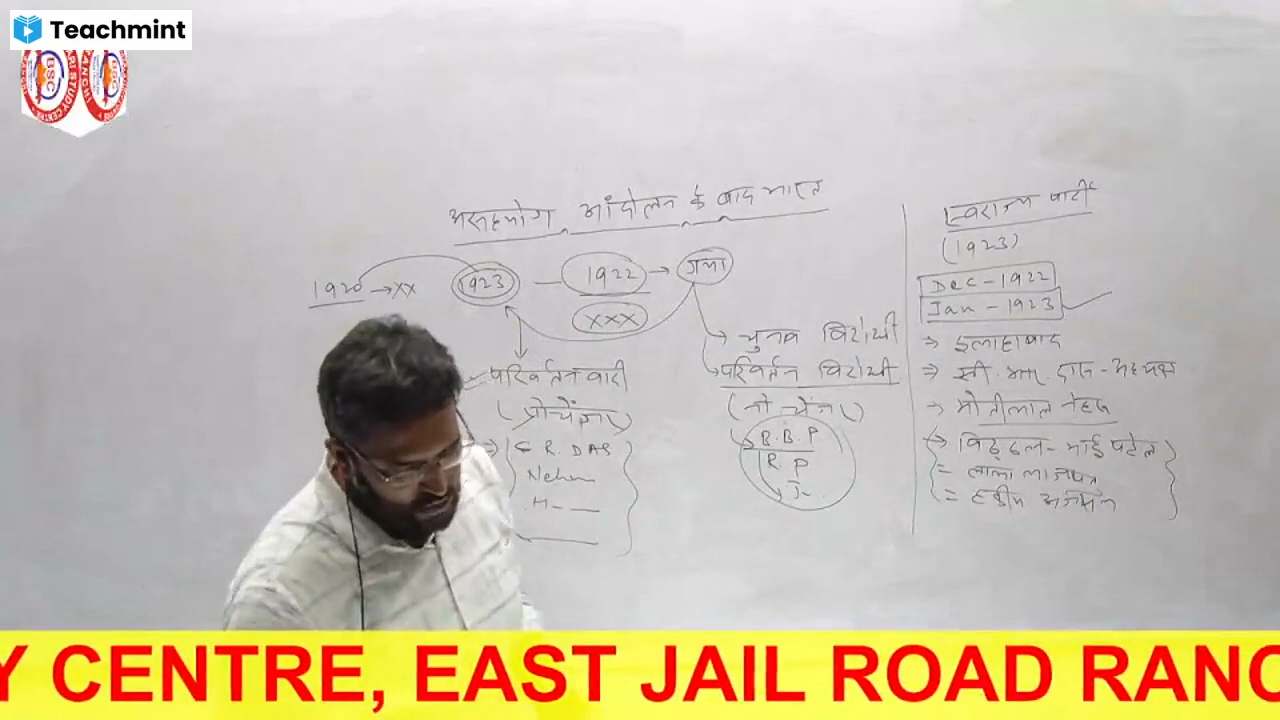 Teachmint
असहयोग आंदोलन के बाद भारत
1920 → xx 1923 — 1922 → गया
xxx
→ चुनाव विरोधी
परिवर्तनवादी
→ परिवर्तन विरोधी
(प्रोचेंजर)
(नो चेंजर)
→ C R. DAS
Nehru
H
R. B. P
R. P
J
स्वराज्य पार्टी
(1923)
Dec - 1922
Jan - 1923
⇒ इलाहाबाद
⇒ सी. आर. दास - अध्यक्ष
→ मोतीलाल नेहरू
→ विट्ठल - भाई पटेल
= लाला लाजपत
= हकीम अजमल
Y CENTRE, EAST JAIL ROAD RANC